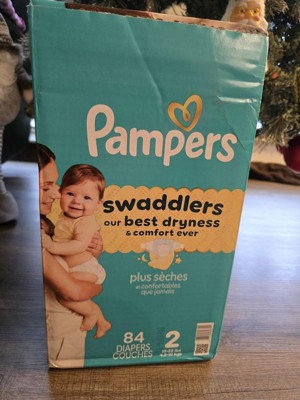 Pampers
swaddlers
our best dryness
& comfort ever
plus sèches
et confortables
que jamais
84
DIAPERS
COUCHES
2